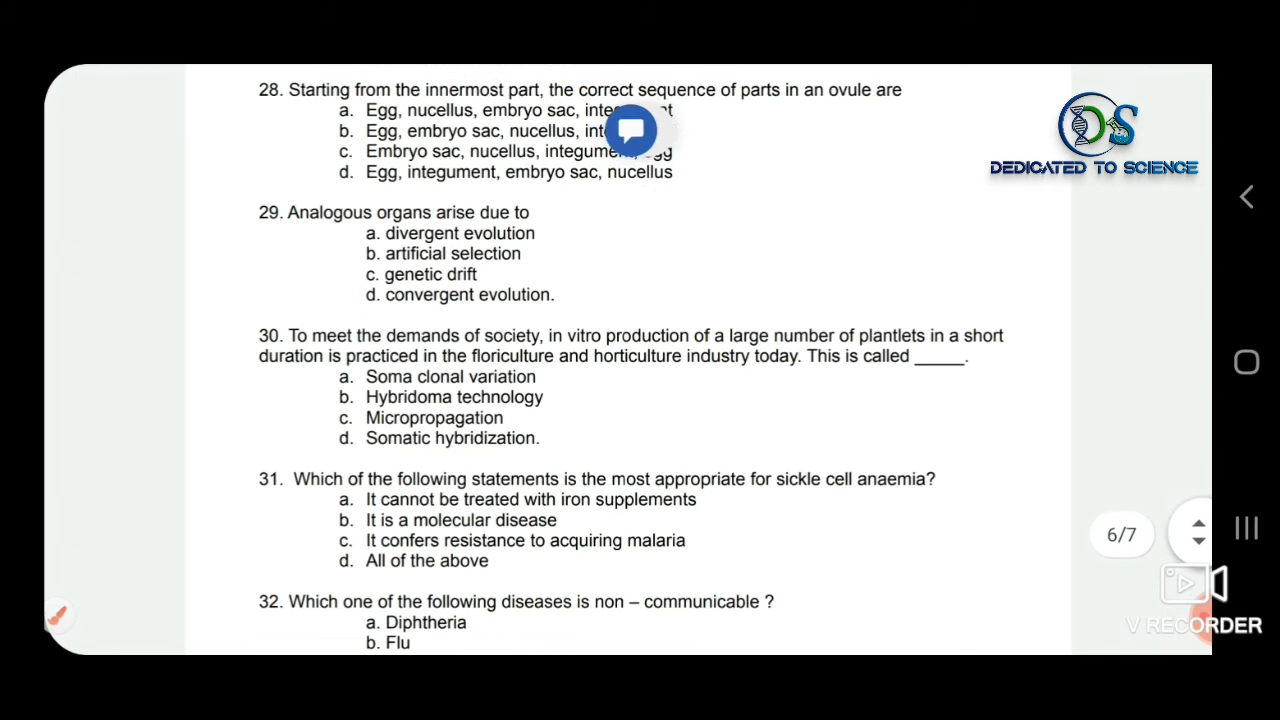 28. Starting from the innermost part, the correct sequence of parts in an ovule are
a. Egg, nucellus, embryo sac,
b. Egg, embryo sac, nucellus,
c. Embryo sac, nucellus,
d. Egg, integument, embryo sac, nucellus
DS
DEDICATED TO SCIENCE
29. Analogous organs arise due to
a. divergent evolution
b. artificial selection
c. genetic drift
d. convergent evolution.
30. To meet the demands of society, in vitro production of a large number of plantlets in a short
duration is practiced in the floriculture and horticulture industry today. This is called _____.
a. Soma clonal variation
b. Hybridoma technology
c. Micropropagation
d. Somatic hybridization.
31. Which of the following statements is the most appropriate for sickle cell anaemia?
a. It cannot be treated with iron supplements
b. It is a molecular disease
c. It confers resistance to acquiring malaria
d. All of the above
6/7
32. Which one of the following diseases is non – communicable ?
a. Diphtheria
b. Flu
V RECORDER